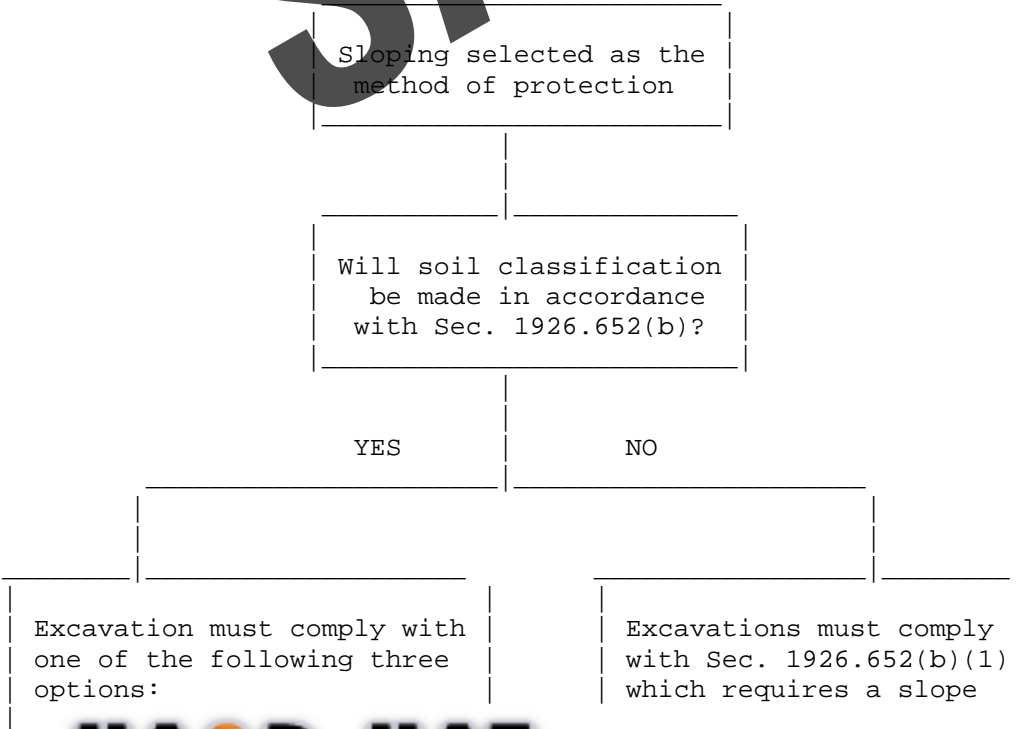 Sloping selected as the
method of protection
Will soil classification
be made in accordance
with Sec. 1926.652(b)?
YES NO
Excavation must comply with
one of the following three
options:
Excavations must comply
with Sec. 1926.652(b)(1)
which requires a slope